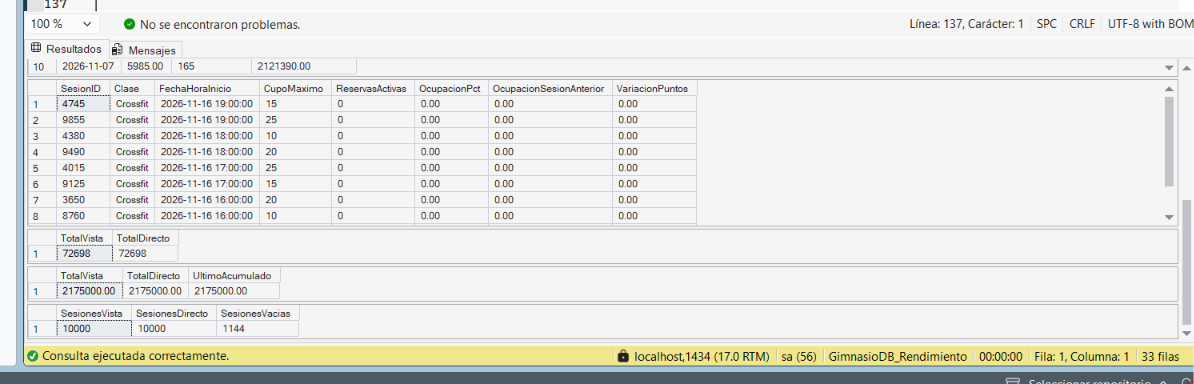 137
100 % No se encontraron problemas. Línea: 137, Carácter: 1 SPC CRLF UTF-8 with BOM
Resultados Mensajes
10 2026-11-07 5985.00 165 2121390.00
SesionID Clase FechaHoraInicio CupoMaximo ReservasActivas OcupacionPct OcupacionSesionAnterior VariacionPuntos
1 4745 Crossfit 2026-11-16 19:00:00 15 0 0.00 0.00 0.00
2 9855 Crossfit 2026-11-16 19:00:00 25 0 0.00 0.00 0.00
3 4380 Crossfit 2026-11-16 18:00:00 10 0 0.00 0.00 0.00
4 9490 Crossfit 2026-11-16 18:00:00 20 0 0.00 0.00 0.00
5 4015 Crossfit 2026-11-16 17:00:00 25 0 0.00 0.00 0.00
6 9125 Crossfit 2026-11-16 17:00:00 15 0 0.00 0.00 0.00
7 3650 Crossfit 2026-11-16 16:00:00 20 0 0.00 0.00 0.00
8 8760 Crossfit 2026-11-16 16:00:00 10 0 0.00 0.00 0.00
TotalVista TotalDirecto
1 72698 72698
TotalVista TotalDirecto UltimoAcumulado
1 2175000.00 2175000.00 2175000.00
SesionesVista SesionesDirecto SesionesVacias
1 10000 10000 1144
Consulta ejecutada correctamente. localhost,1434 (17.0 RTM) sa (56) GimnasioDB_Rendimiento 00:00:00 Fila: 1, Columna: 1 33 filas
Seleccionar repositorio